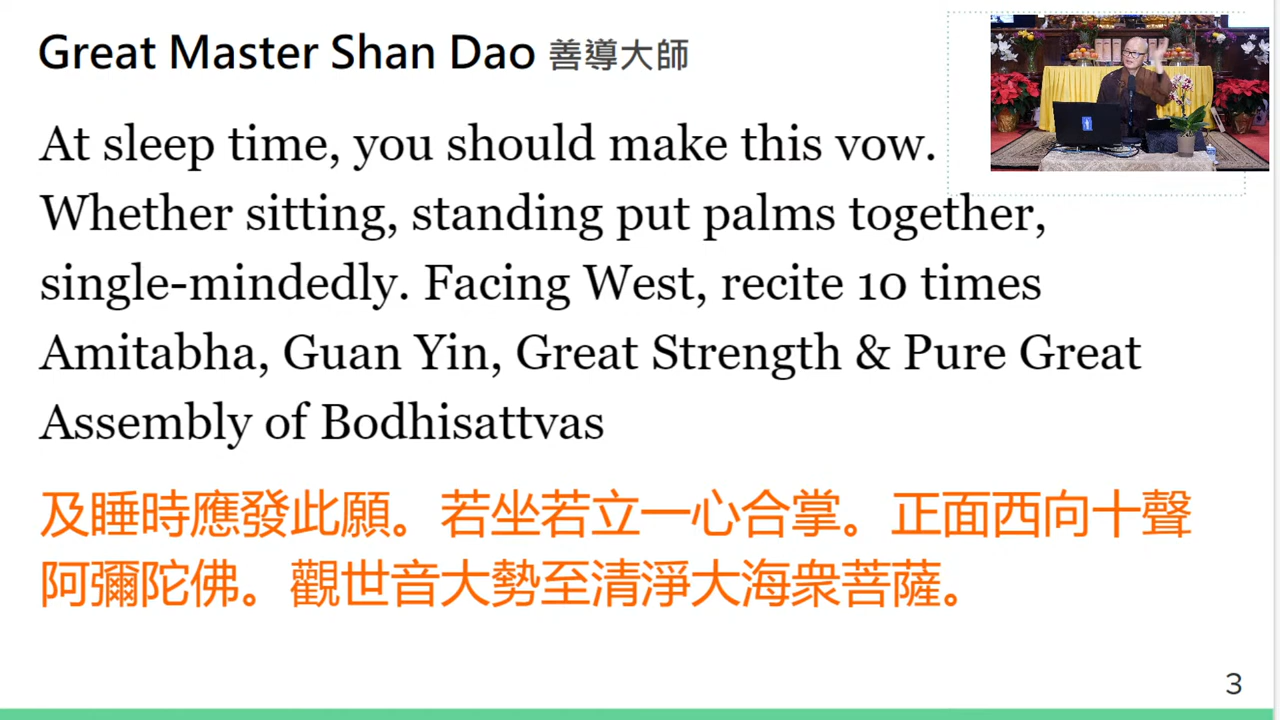 Great Master Shan Dao 善導大師
At sleep time, you should make this vow.
Whether sitting, standing put palms together,
single-mindedly. Facing West, recite 10 times
Amitabha, Guan Yin, Great Strength & Pure Great
Assembly of Bodhisattvas
及睡時應發此願。若坐若立一心合掌。正面西向十聲
阿彌陀佛。觀世音大勢至清淨大海衆菩薩。
3